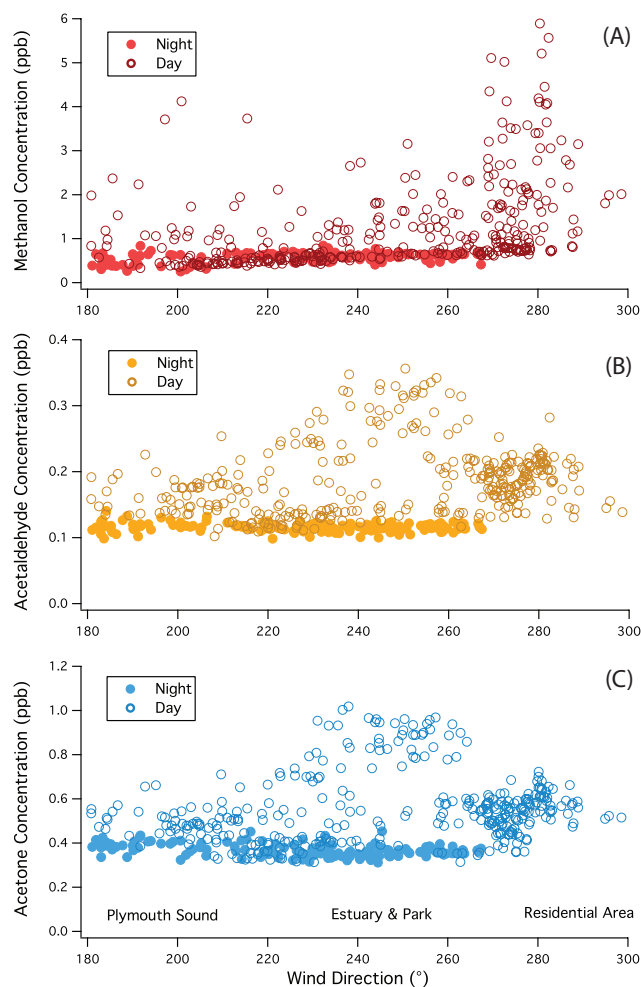 6
5
4
3
2
1
0
Methanol Concentration (ppb)
Night
Day
(A)
180 200 220 240 260 280 300
0.4
0.3
0.2
0.1
0.0
Acetaldehyde Concentration (ppb)
Night
Day
(B)
180 200 220 240 260 280 300
1.2
1.0
0.8
0.6
0.4
0.2
0.0
Acetone Concentration (ppb)
Night
Day
(C)
Plymouth Sound Estuary & Park Residential Area
180 200 220 240 260 280 300
Wind Direction (°)